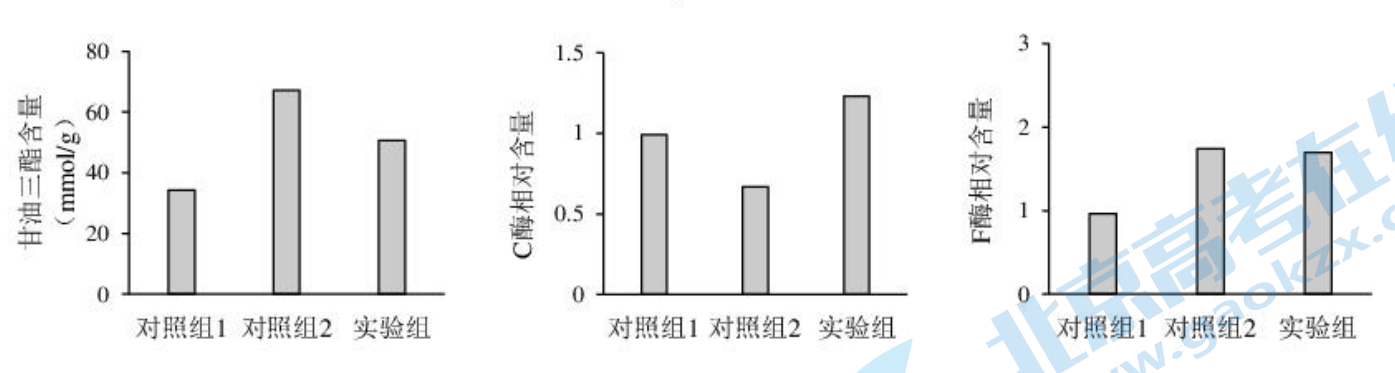 甘油三酯含量
(mmol/g)
80
60
40
20
0
对照组1 对照组2 实验组
C酶相对含量
1.5
1
0.5
0
对照组1 对照组2 实验组
F酶相对含量
3
2
1
0
对照组1 对照组2 实验组
北京高考在线
www.gaokzx.c